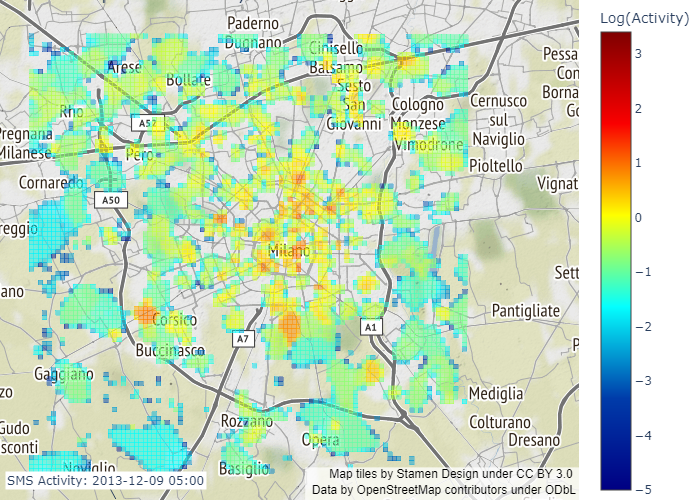 Log(Activity)
3
2
1
0
−1
−2
−3
−4
−5
Paderno
Dugnano
Cinisello
Balsamo
Pessa
Con
Borna
Go
Arese
Bollate
Sesto
San
Giovanni
Cologno
Monzese
Cernusco
sul
Naviglio
Rho
A52
Pregnana
Milanese
Pero
Vimodrone
Pioltello
Cornaredo
Vignat
A50
reggio
Milano
Sett
ano
Corsico
A1
Pantigliate
A7
Buccinasco
P
Gaggiano
zo
Mediglia
Gudo
sconti
Rozzano
Opera
Colturano
Dresano
Noviglio
Basiglio
SMS Activity: 2013-12-09 05:00
Map tiles by Stamen Design under CC BY 3.0
Data by OpenStreetMap contributors under ODbL